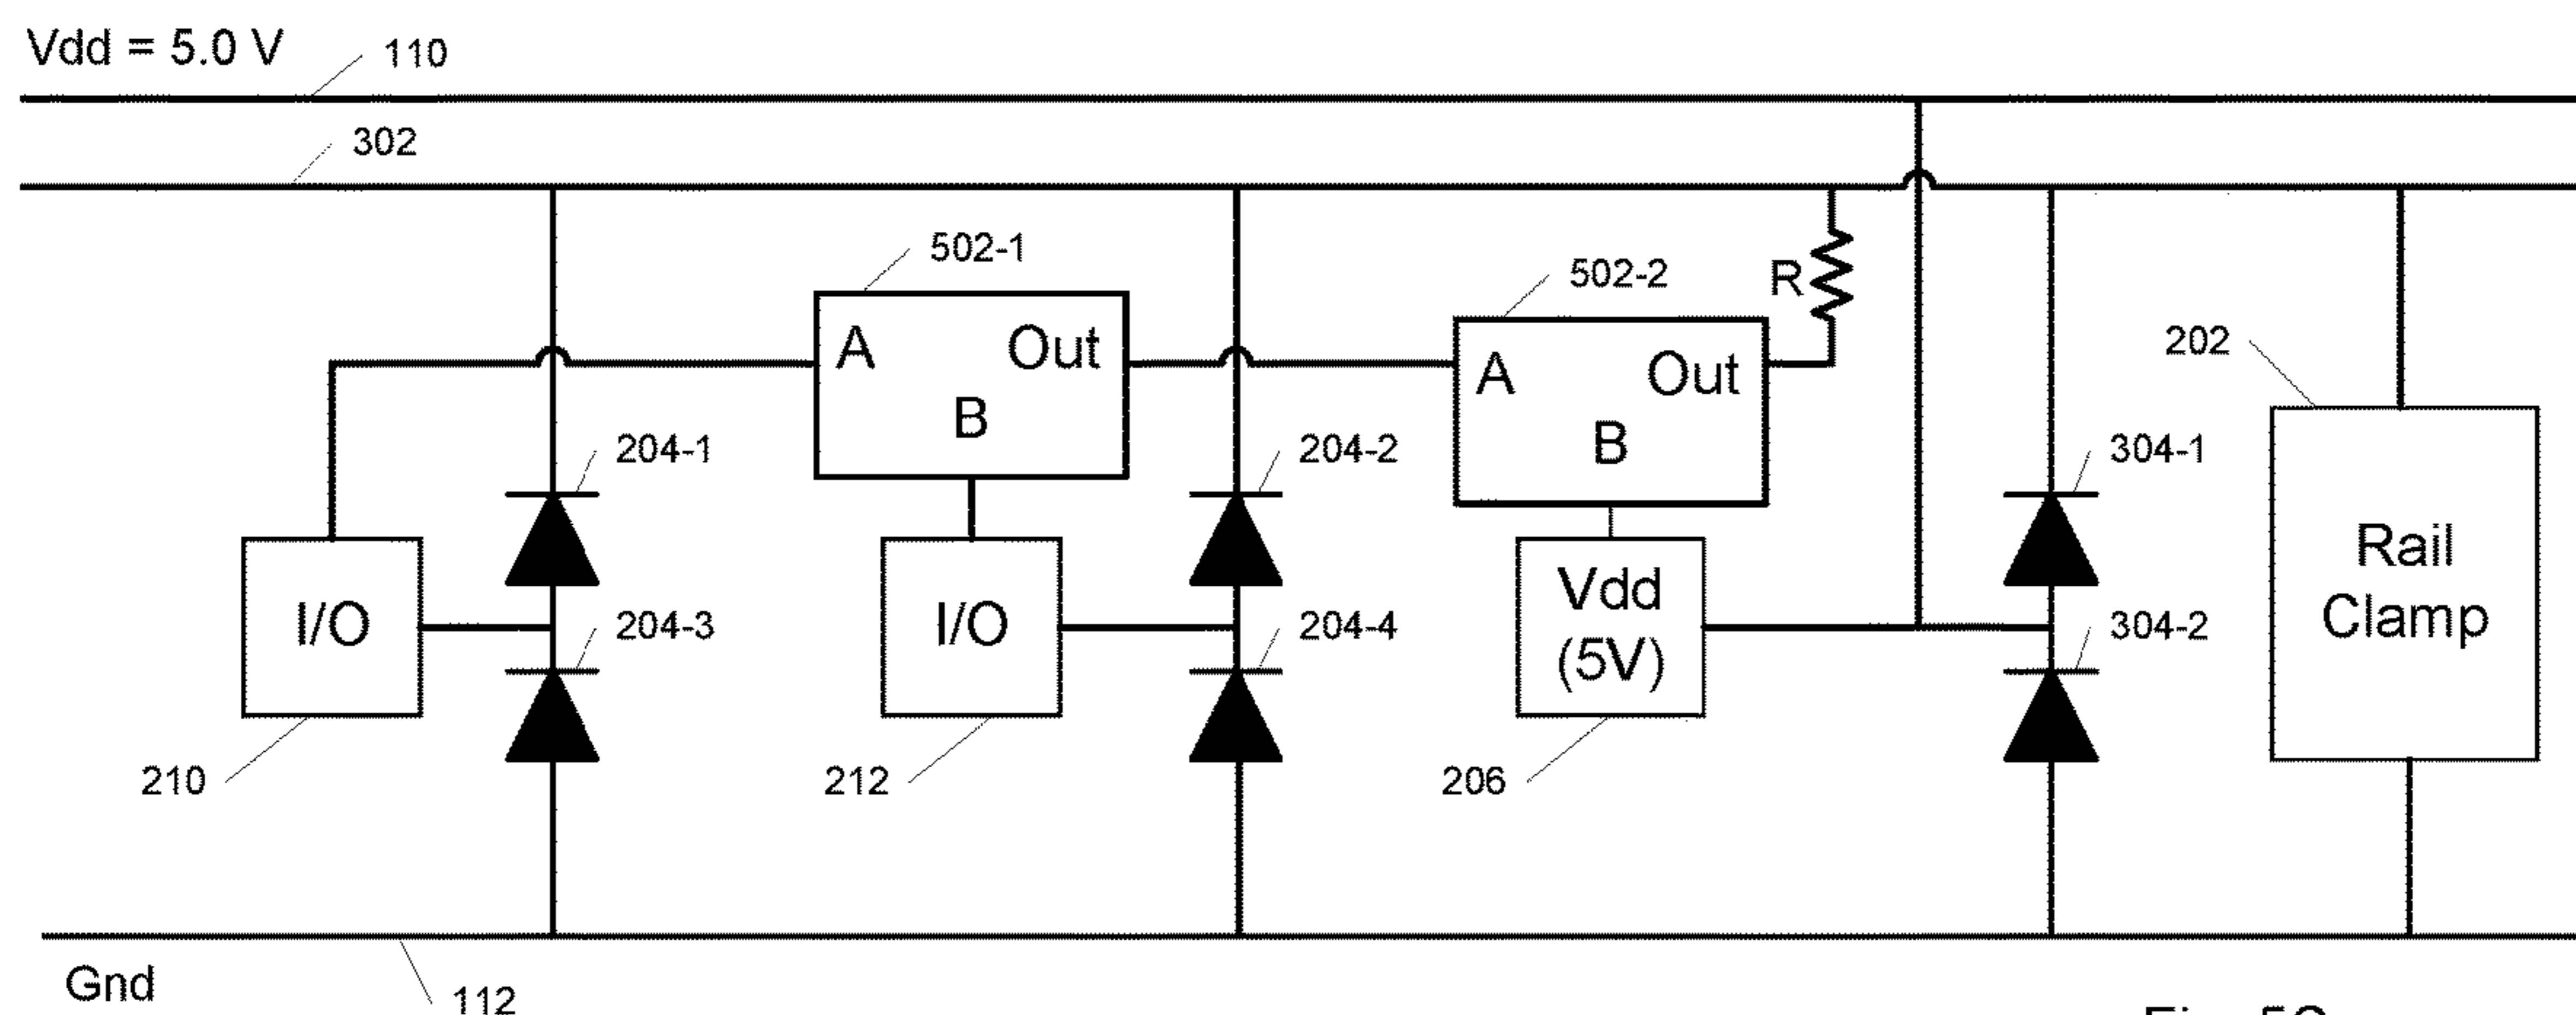 Vdd = 5.0 V
110
302
502-1
502-2
R
A
Out
B
A
Out
B
202
204-1
204-2
304-1
I/O
204-3
I/O
204-4
Vdd
(5V)
304-2
Rail
Clamp
210
212
206
Gnd
112